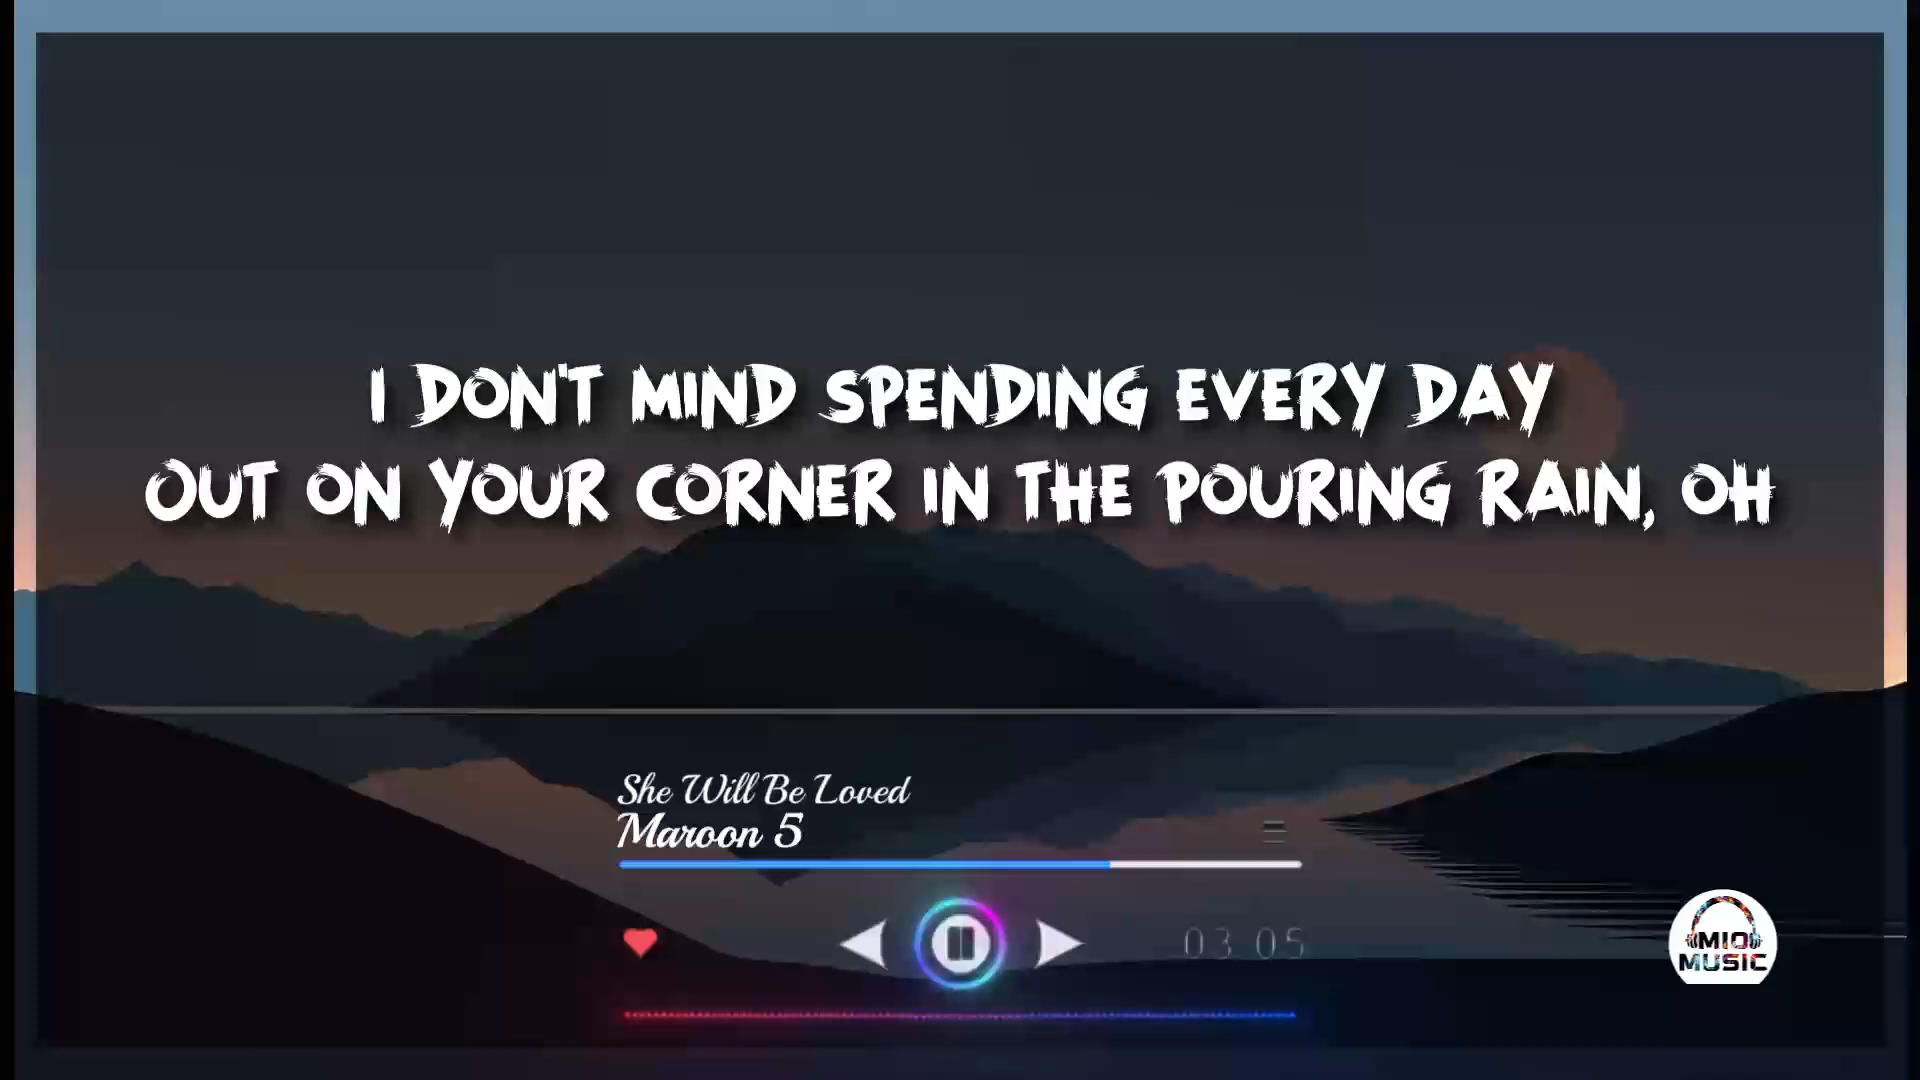 I DON'T MIND SPENDING EVERY DAY
OUT ON YOUR CORNER IN THE POURING RAIN, OH
She Will Be Loved
Maroon 5
03 05
MIO
MUSIC